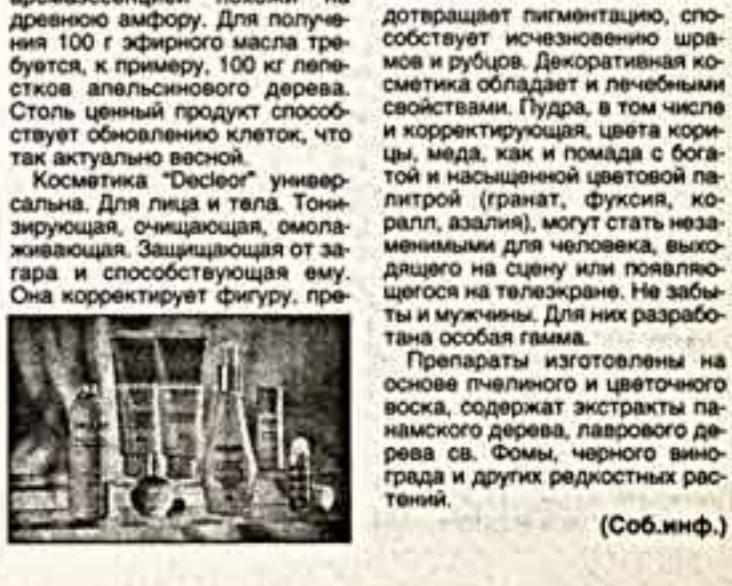 аромаэссенцией похожи на
древнюю амфору. Для получе-
ния 100 г эфирного масла тре-
буется, к примеру, 100 кг лепе-
стков апельсинового дерева.
Столь ценный продукт способ-
ствует обновлению клеток, что
так актуально весной.
Косметика "Decleor" универ-
сальна. Для лица и тела. Тони-
зирующая, очищающая, омола-
живающая. Защищающая от за-
гара и способствующая ему.
Она корректирует фигуру, пре-
дотвращает пигментацию, спо-
собствует исчезновению шра-
мов и рубцов. Декоративная ко-
сметика обладает и лечебными
свойствами. Пудра, в том числе
и корректирующая, цвета кори-
цы, меда, как и помада с бога-
той и насыщенной цветовой па-
литрой (гранат, фуксия, ко-
ралл, азалия), могут стать неза-
менимыми для человека, выхо-
дящего на сцену или появляю-
щегося на телеэкране. Не забы-
ты и мужчины. Для них разрабо-
тана особая гамма.
Препараты изготовлены на
основе пчелиного и цветочного
воска, содержат экстракты па-
намского дерева, лаврового де-
рева св. Фомы, черного вино-
града и других редкостных рас-
тений.
(Соб.инф.)